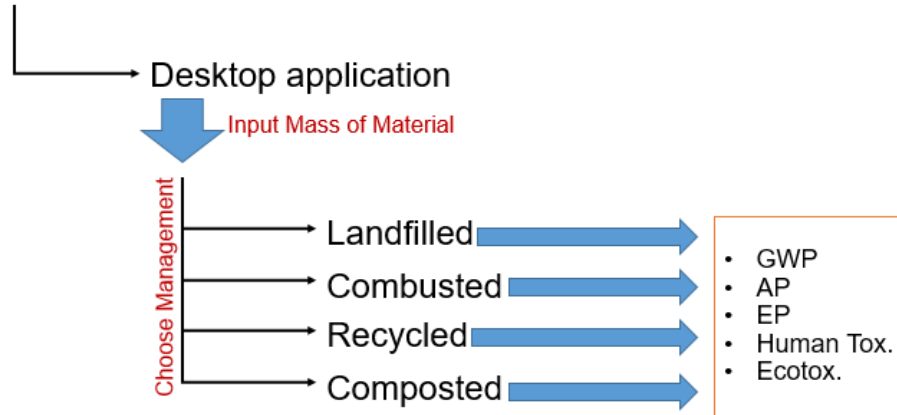 Desktop application
Input Mass of Material
Choose Management
Landfilled
Combusted
Recycled
Composted
• GWP
• AP
• EP
• Human Tox.
• Ecotox.